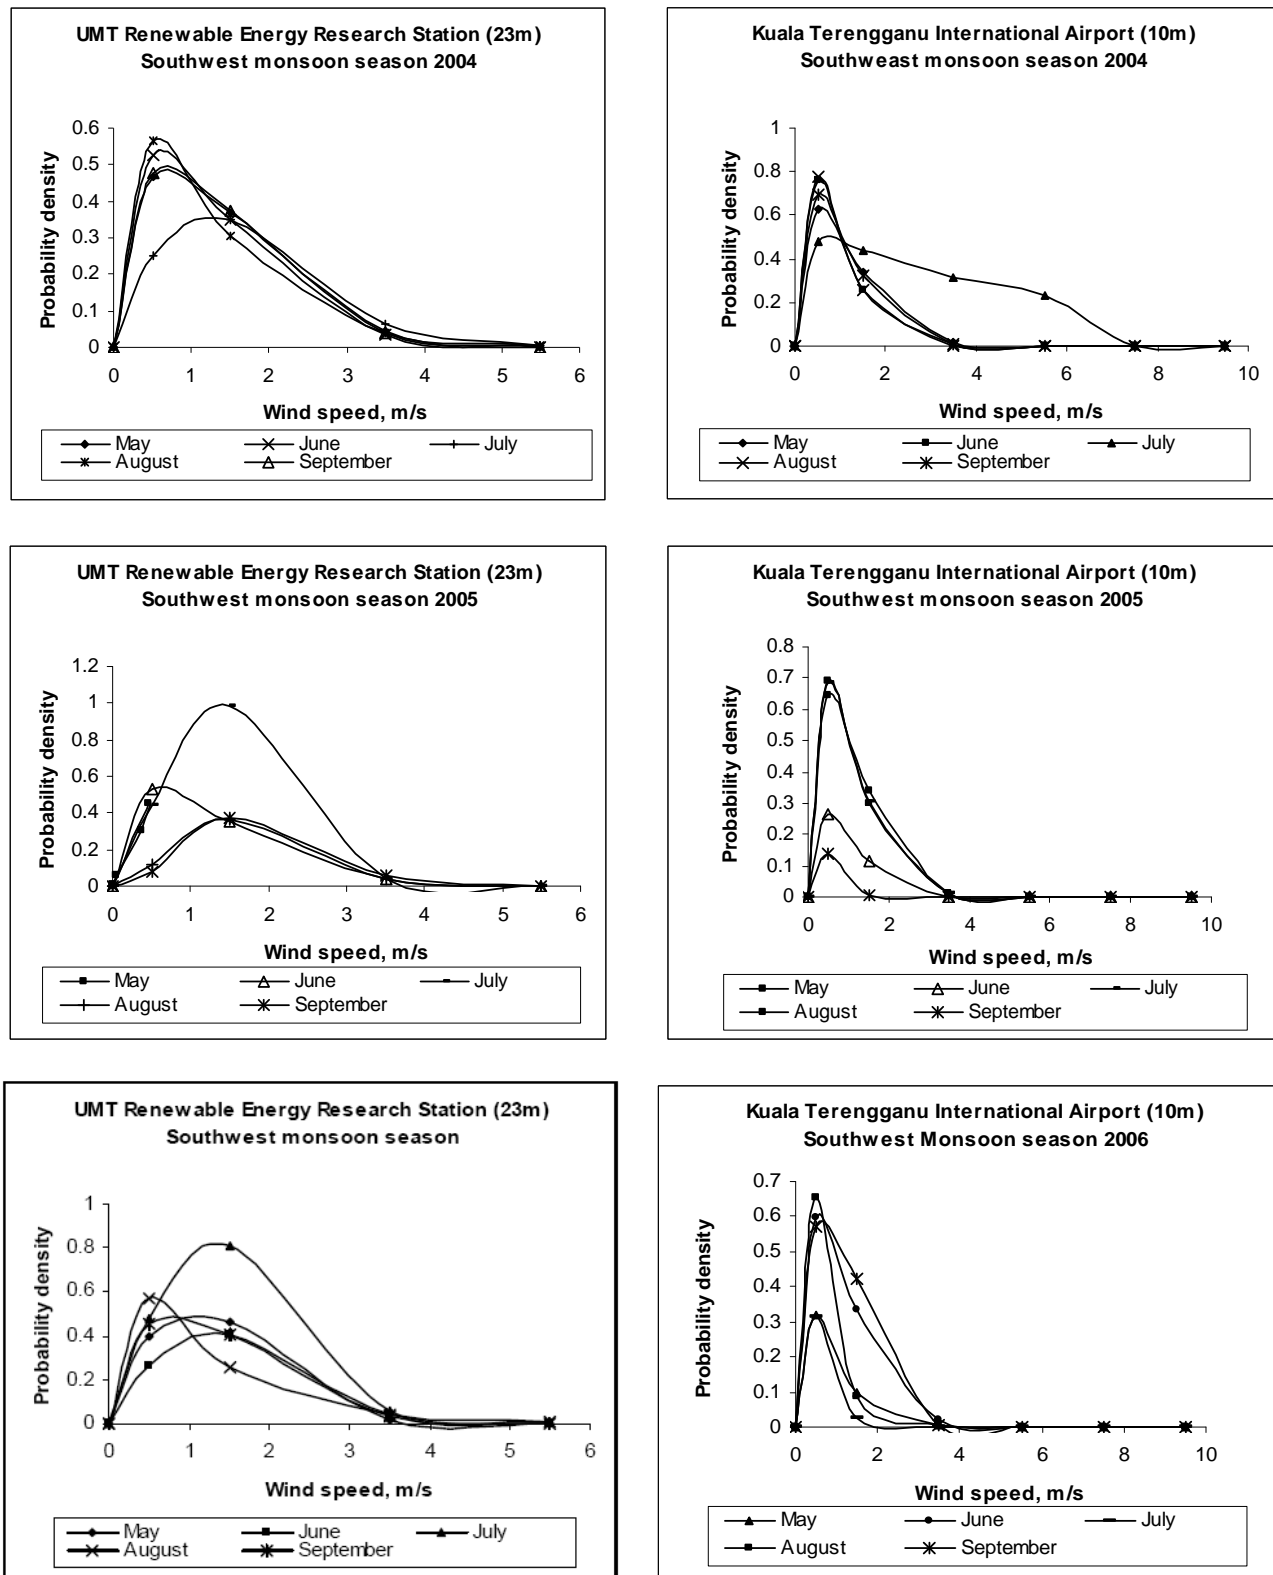 UMT Renewable Energy Research Station (23m)
Southwest monsoon season 2004
Probability density
0.6
0.5
0.4
0.3
0.2
0.1
0
0 1 2 3 4 5 6
Wind speed, m/s
May June July
August September
Kuala Terengganu International Airport (10m)
Southweast monsoon season 2004
Probability density
1
0.8
0.6
0.4
0.2
0
0 2 4 6 8 10
Wind speed, m/s
May June July
August September
UMT Renewable Energy Research Station (23m)
Southwest monsoon season 2005
Probability density
1.2
1
0.8
0.6
0.4
0.2
0
0 1 2 3 4 5 6
Wind speed, m/s
May June July
August September
Kuala Terengganu International Airport (10m)
Southwest monsoon season 2005
Probability density
0.8
0.7
0.6
0.5
0.4
0.3
0.2
0.1
0
0 2 4 6 8 10
Wind speed, m/s
May June July
August September
UMT Renewable Energy Research Station (23m)
Southwest monsoon season
Probability density
1
0.8
0.6
0.4
0.2
0
0 1 2 3 4 5 6
Wind speed, m/s
May June July
August September
Kuala Terengganu International Airport (10m)
Southwest Monsoon season 2006
Probability density
0.7
0.6
0.5
0.4
0.3
0.2
0.1
0
0 2 4 6 8 10
Wind speed, m/s
May June July
August September